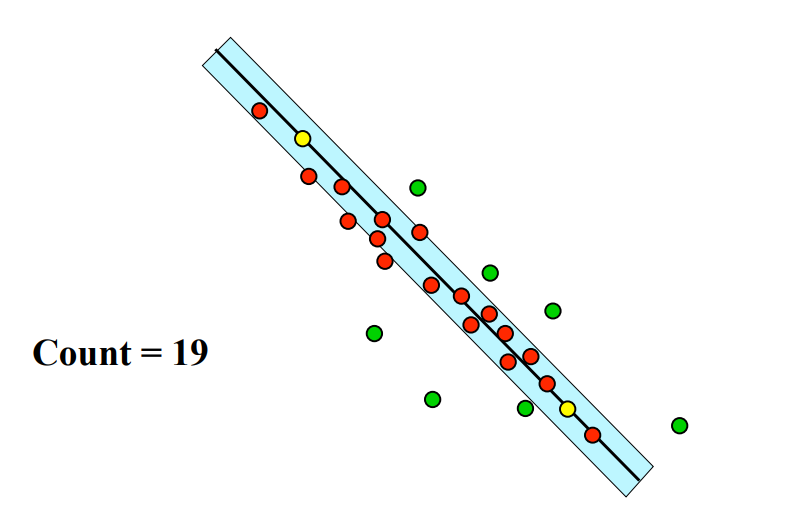 Count = 19